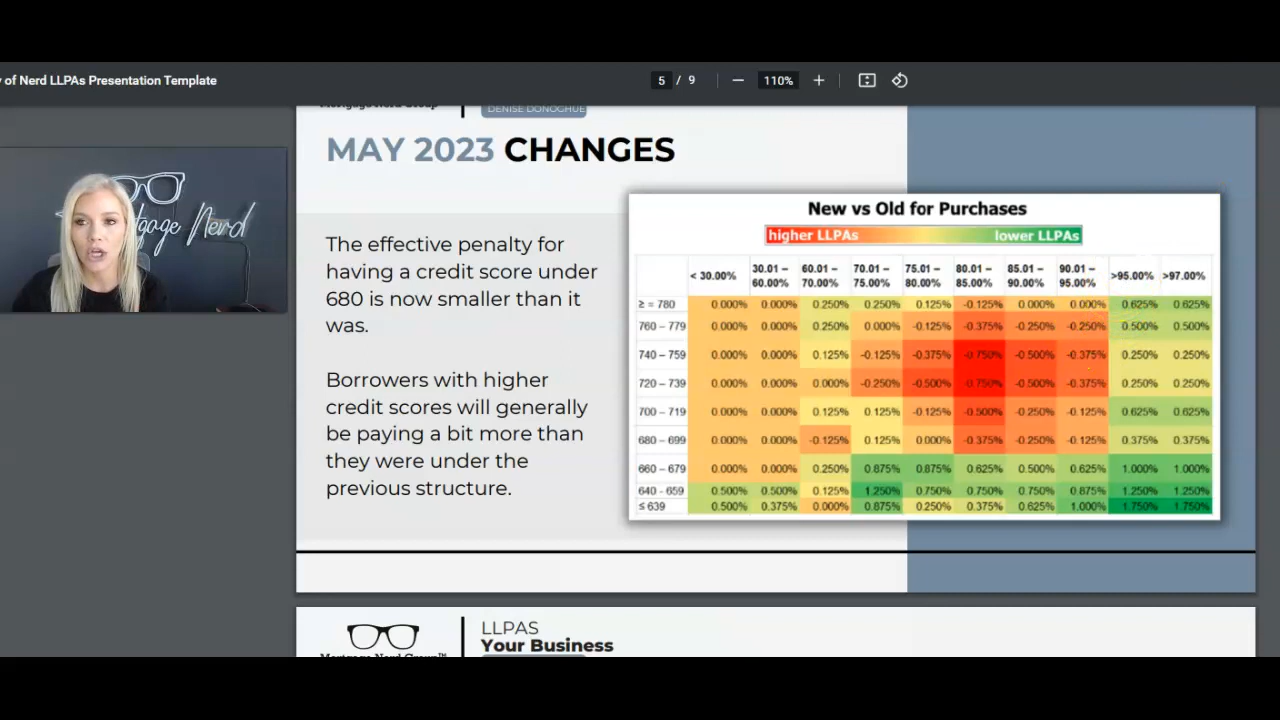 y of Nerd LLPAs Presentation Template
5 / 9
110%
DENISE DONOGHUE
MAY 2023 CHANGES
The effective penalty for
having a credit score under
680 is now smaller than it
was.
Borrowers with higher
credit scores will generally
be paying a bit more than
they were under the
previous structure.
tgage Nerd
New vs Old for Purchases
higher LLPAs lower LLPAs
< 30.00% 30.01 – 60.00% 60.01 – 70.00% 70.01 – 75.00% 75.01 – 80.00% 80.01 – 85.00% 85.01 – 90.00% 90.01 – 95.00% >95.00% >97.00%
≥ = 780 0.000% 0.000% 0.250% 0.250% 0.125% -0.125% 0.000% 0.000% 0.625% 0.625%
760 – 779 0.000% 0.000% 0.250% 0.000% -0.125% -0.375% -0.250% -0.250% 0.500% 0.500%
740 – 759 0.000% 0.000% 0.125% -0.125% -0.375% -0.750% -0.500% -0.375% 0.250% 0.250%
720 – 739 0.000% 0.000% 0.000% -0.250% -0.500% -0.750% -0.500% -0.375% 0.250% 0.250%
700 – 719 0.000% 0.000% 0.125% 0.125% -0.125% -0.500% -0.250% -0.125% 0.625% 0.625%
680 – 699 0.000% 0.000% -0.125% 0.125% 0.000% -0.375% -0.250% -0.125% 0.375% 0.375%
660 – 679 0.000% 0.000% 0.250% 0.875% 0.875% 0.625% 0.500% 0.625% 1.000% 1.000%
640 - 659 0.500% 0.500% 0.125% 1.250% 0.750% 0.750% 0.750% 0.875% 1.250% 1.250%
≤ 639 0.500% 0.375% 0.000% 0.875% 0.250% 0.375% 0.625% 1.000% 1.750% 1.750%
LLPAS
Your Business
Mortgage Nerd Group™